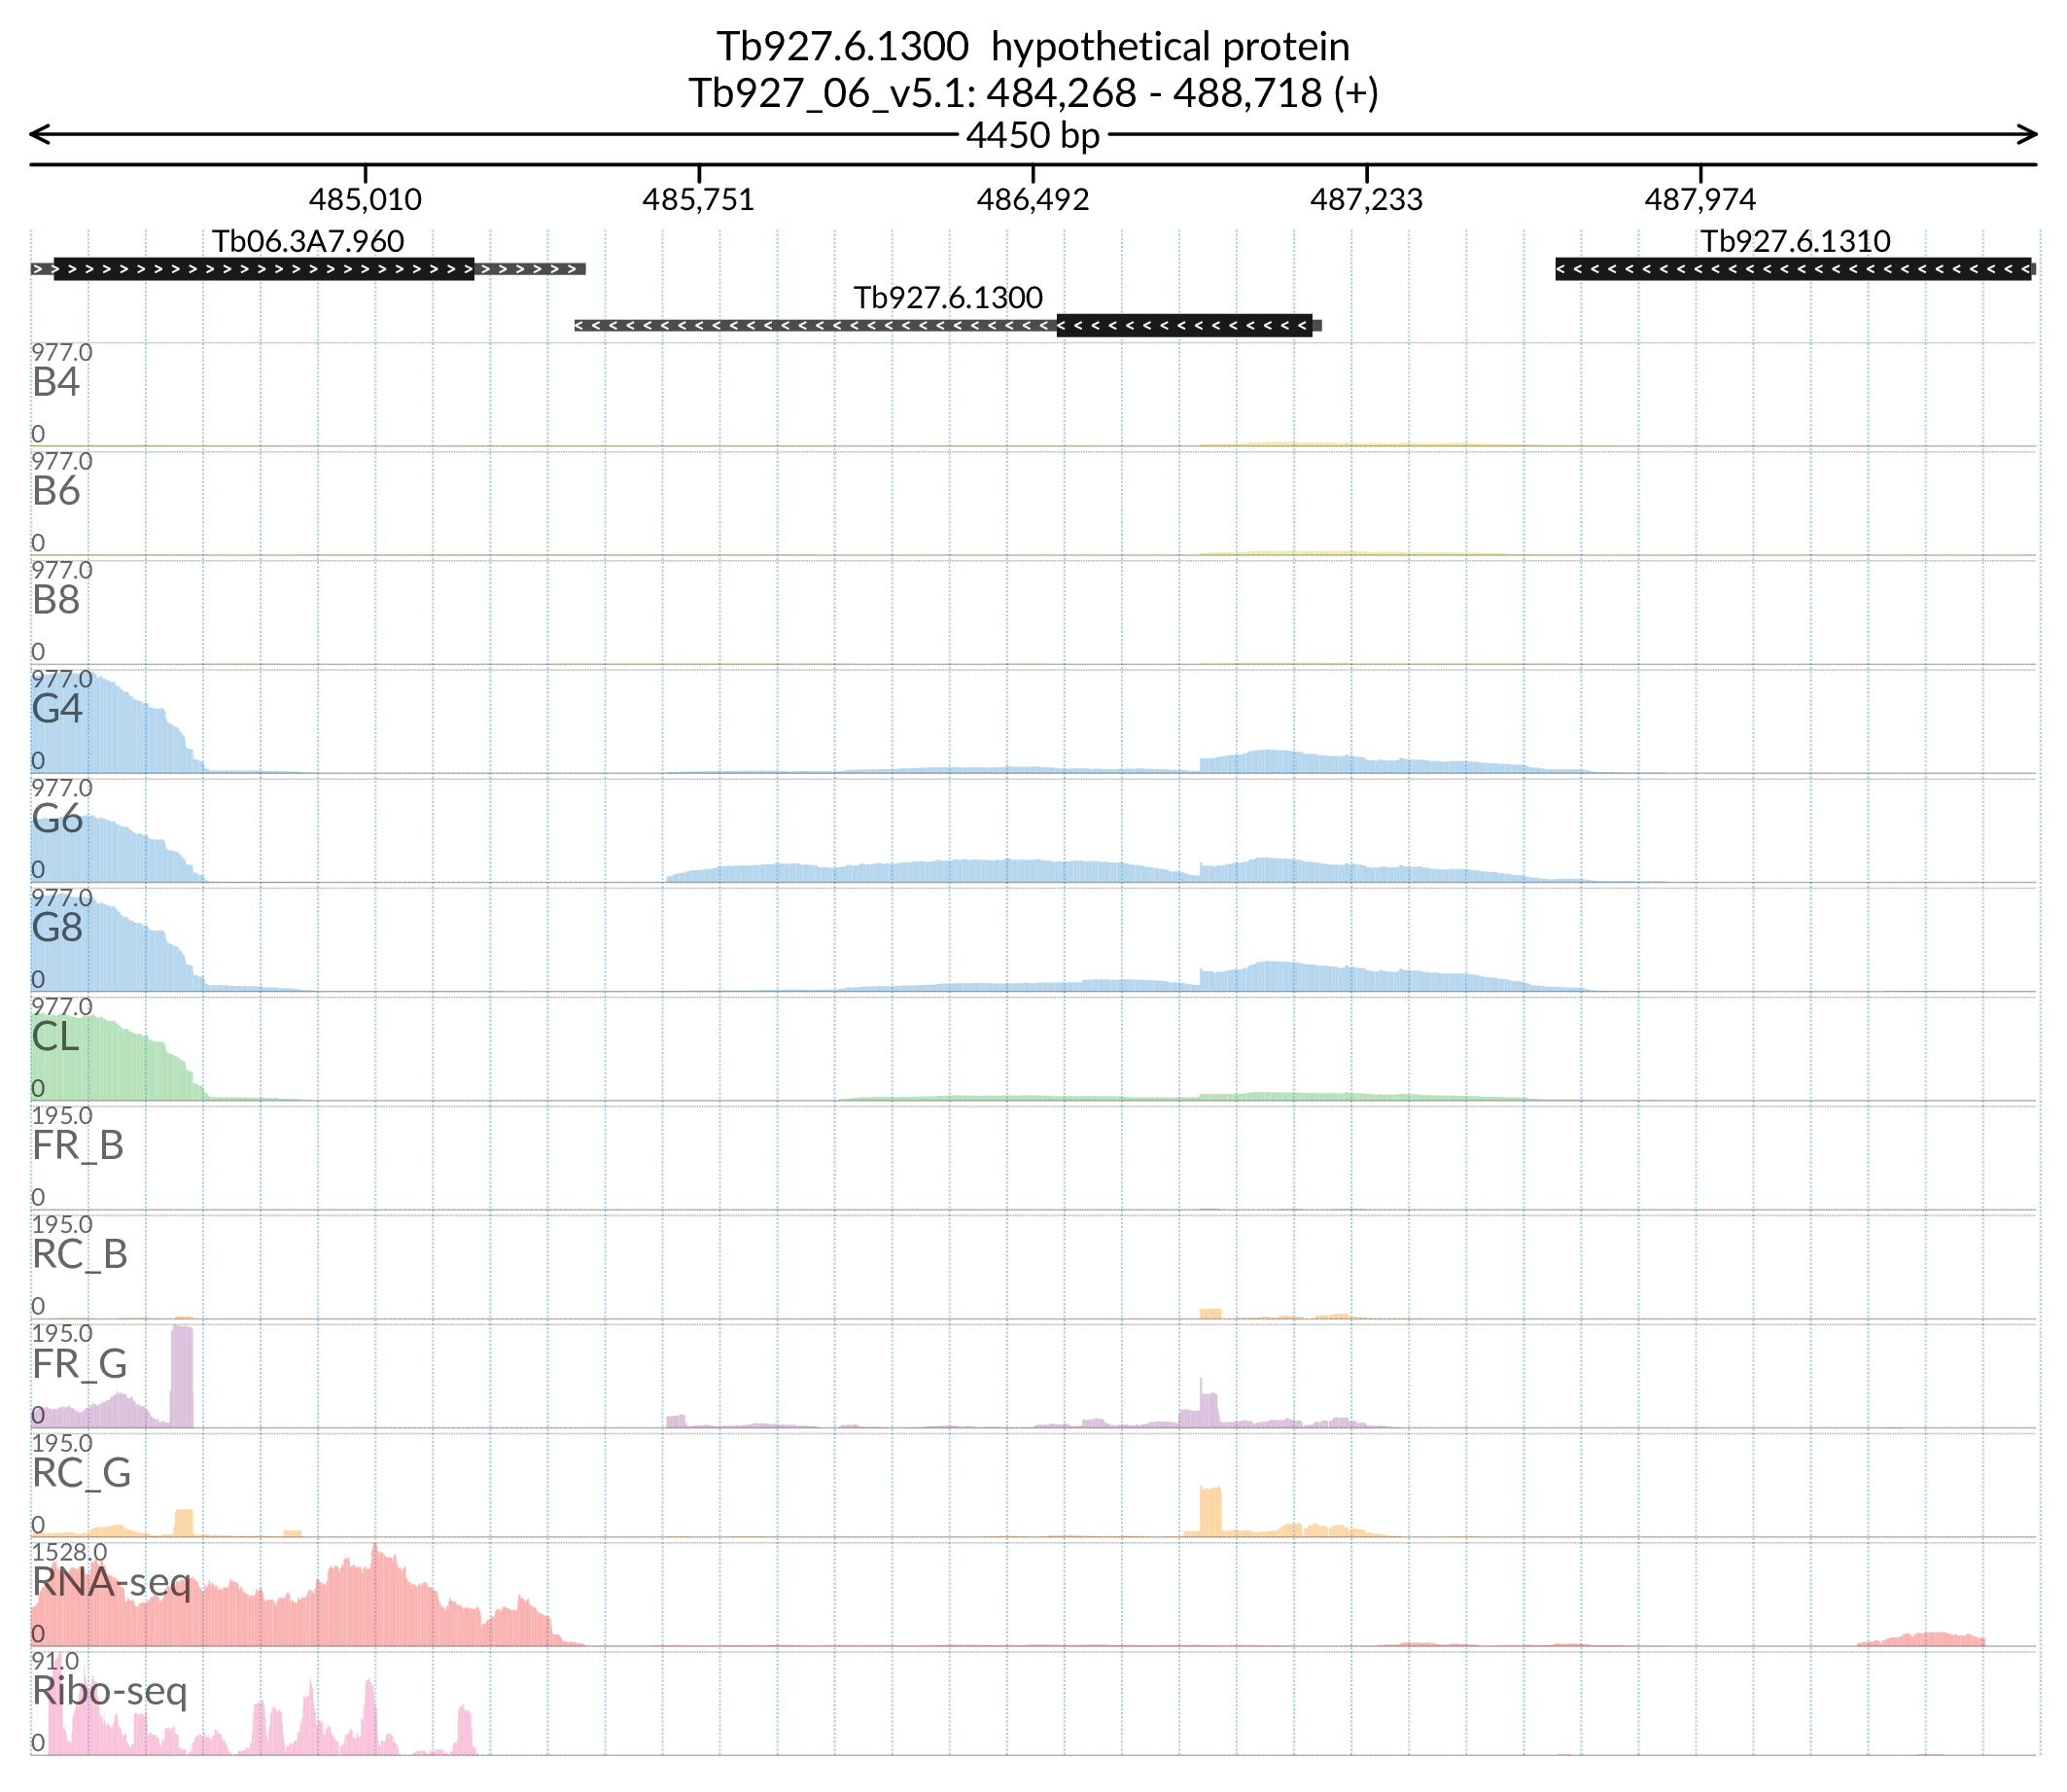 Tb927.6.1300  hypothetical protein
Tb927_06_v5.1: 484,268 - 488,718 (+)
4450 bp
485,010 485,751 486,492 487,233 487,974
Tb06.3A7.960 Tb927.6.1310
Tb927.6.1300
977.0
B4
0
977.0
B6
0
977.0
B8
0
977.0
G4
0
977.0
G6
0
977.0
G8
0
977.0
CL
0
195.0
FR_B
0
195.0
RC_B
0
195.0
FR_G
0
195.0
RC_G
0
1528.0
RNA-seq
0
91.0
Ribo-seq
0